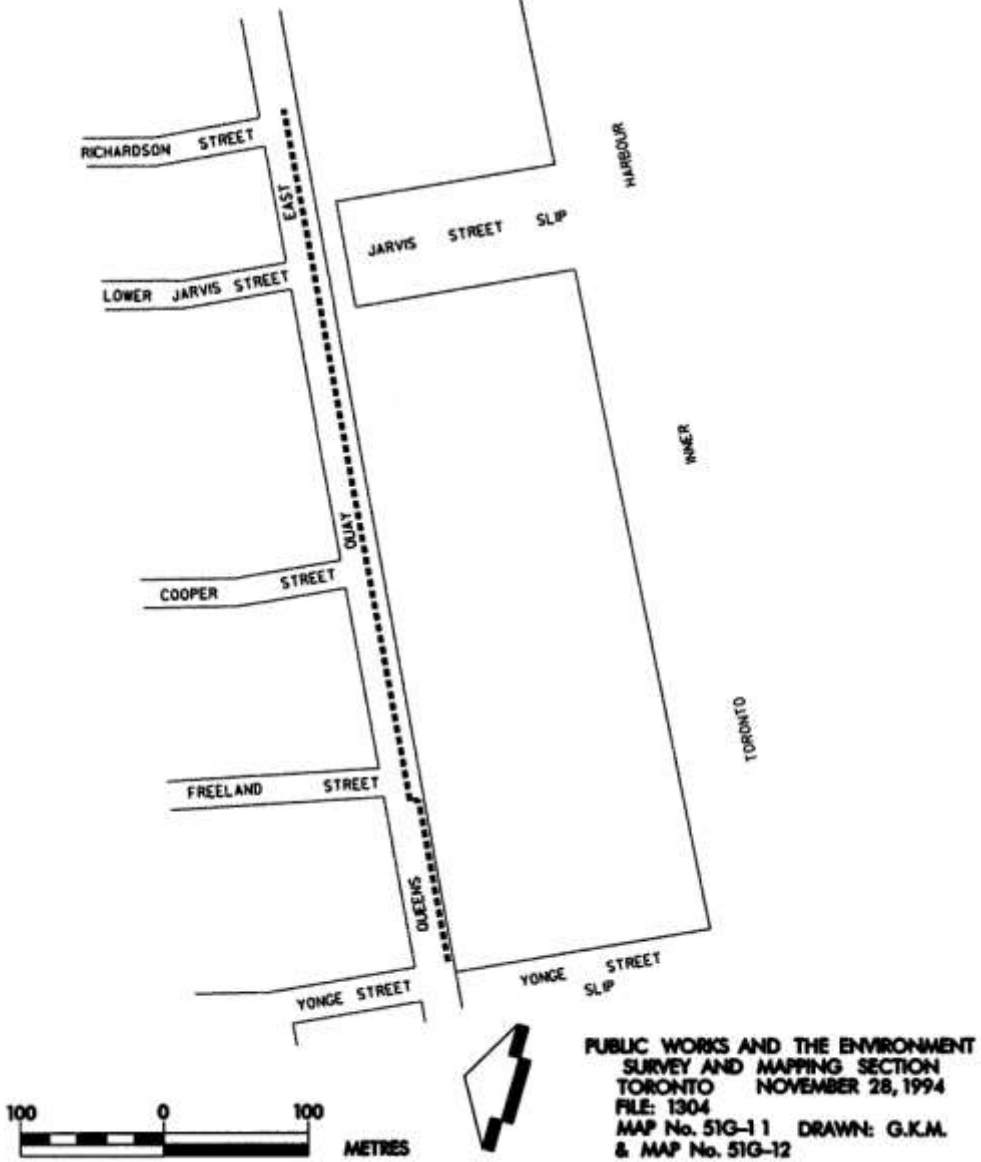 RICHARDSON STREET
HARBOUR
EAST
JARVIS STREET SLIP
LOWER JARVIS STREET
INNER
QUAY
COOPER STREET
TORONTO
FREELAND STREET
QUEENS
YONGE STREET
SLIP
YONGE STREET
PUBLIC WORKS AND THE ENVIRONMENT
SURVEY AND MAPPING SECTION
TORONTO NOVEMBER 28, 1994
FILE: 1304
MAP No. 51G-11 DRAWN: G.K.M.
& MAP No. 51G-12
100 0 100
METRES